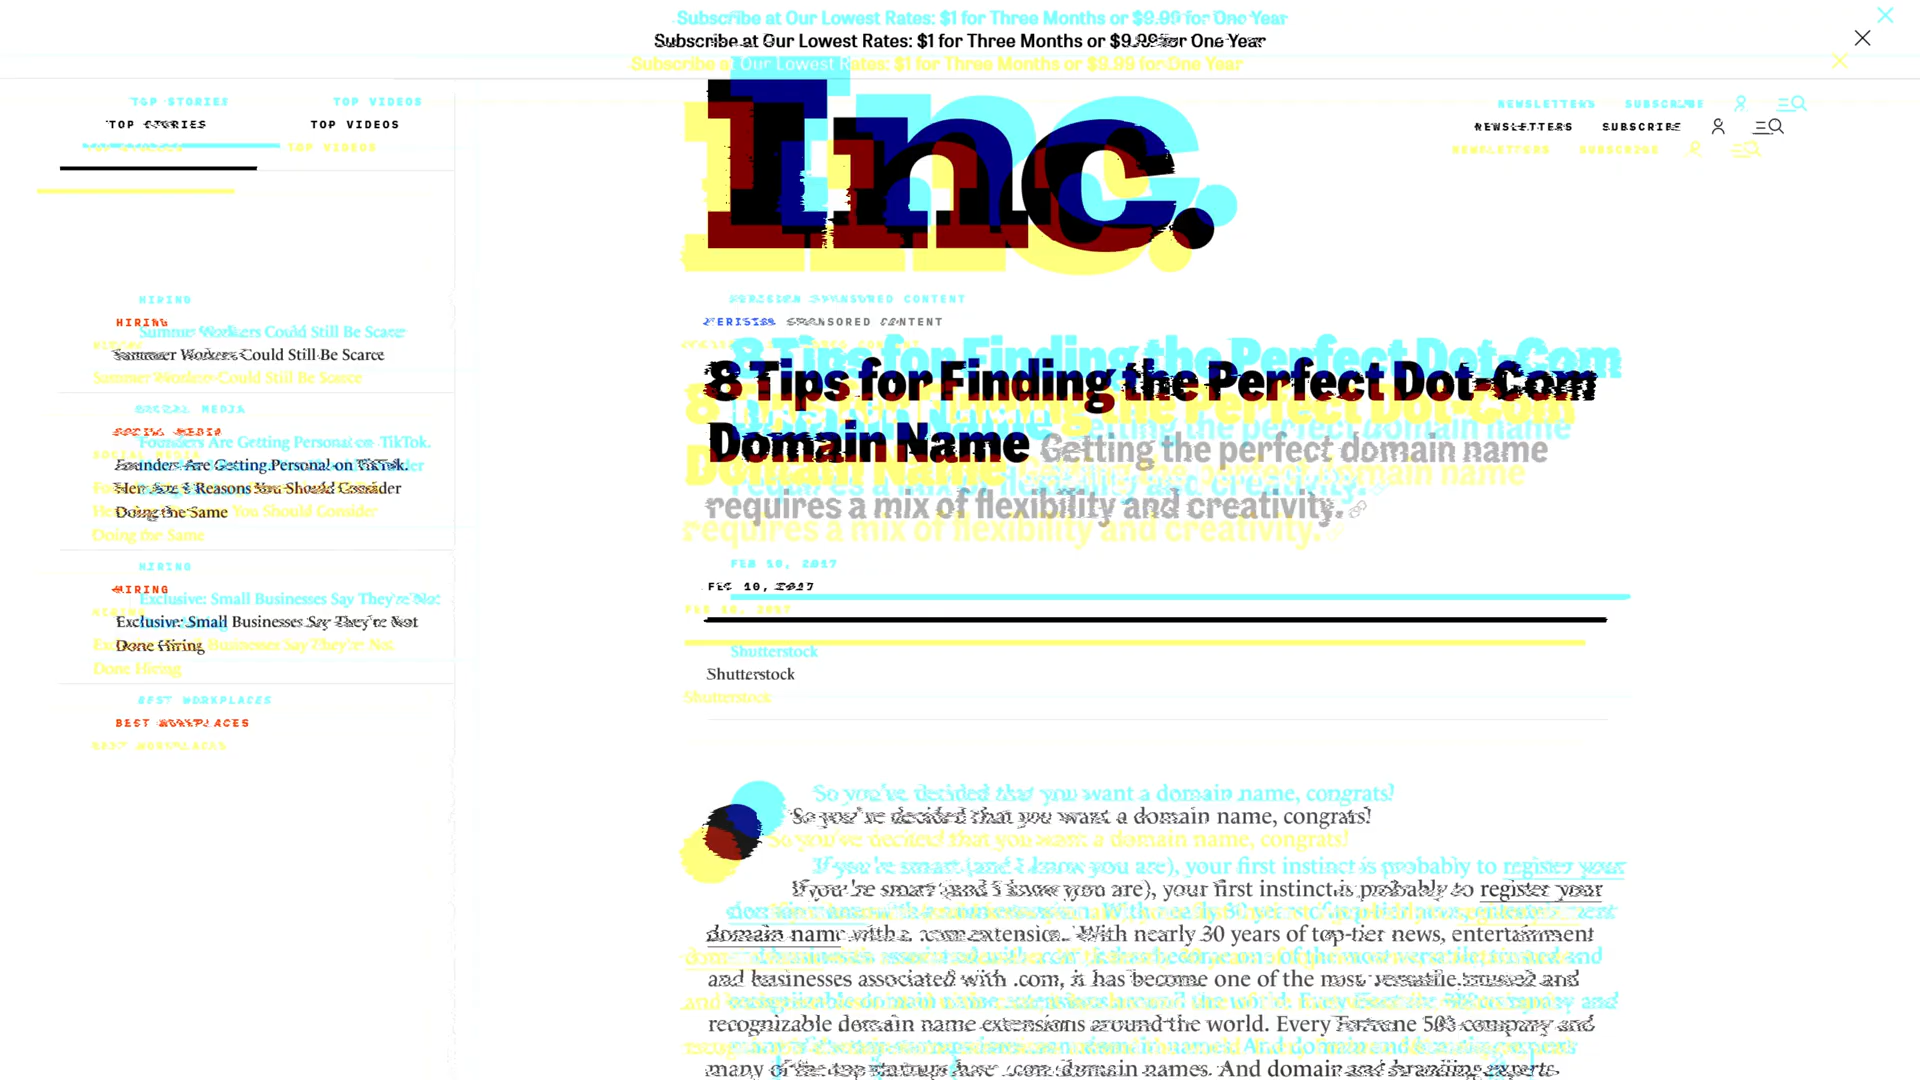 Subscribe at Our Lowest Rates: $1 for Three Months or $9.99 for One Year
TOP STORIES
TOP VIDEOS
Inc.
NEWSLETTERS
SUBSCRIBE
HIRING
Summer Workers Could Still Be Scarce
SOCIAL MEDIA
Founders Are Getting Personal on TikTok.
Here Are Reasons You Should Consider
Doing the Same
HIRING
Exclusive: Small Businesses Say They're Not
Done Hiring
BEST WORKPLACES
VERISIGN SPONSORED CONTENT
8 Tips for Finding the Perfect Dot-Com
Domain Name Getting the perfect domain name
requires a mix of flexibility and creativity.
FEB 10, 2017
Shutterstock
So you've decided that you want a domain name, congrats!
If you're smart (and I know you are), your first instinct is probably to register your
domain name with a .com extension. With nearly 30 years of top-tier news, entertainment
and businesses associated with .com, it has become one of the most versatile, trusted and
recognizable domain name extensions around the world. Every Fortune 500 company and
many of the top startups have .com domain names. And domain and branding experts